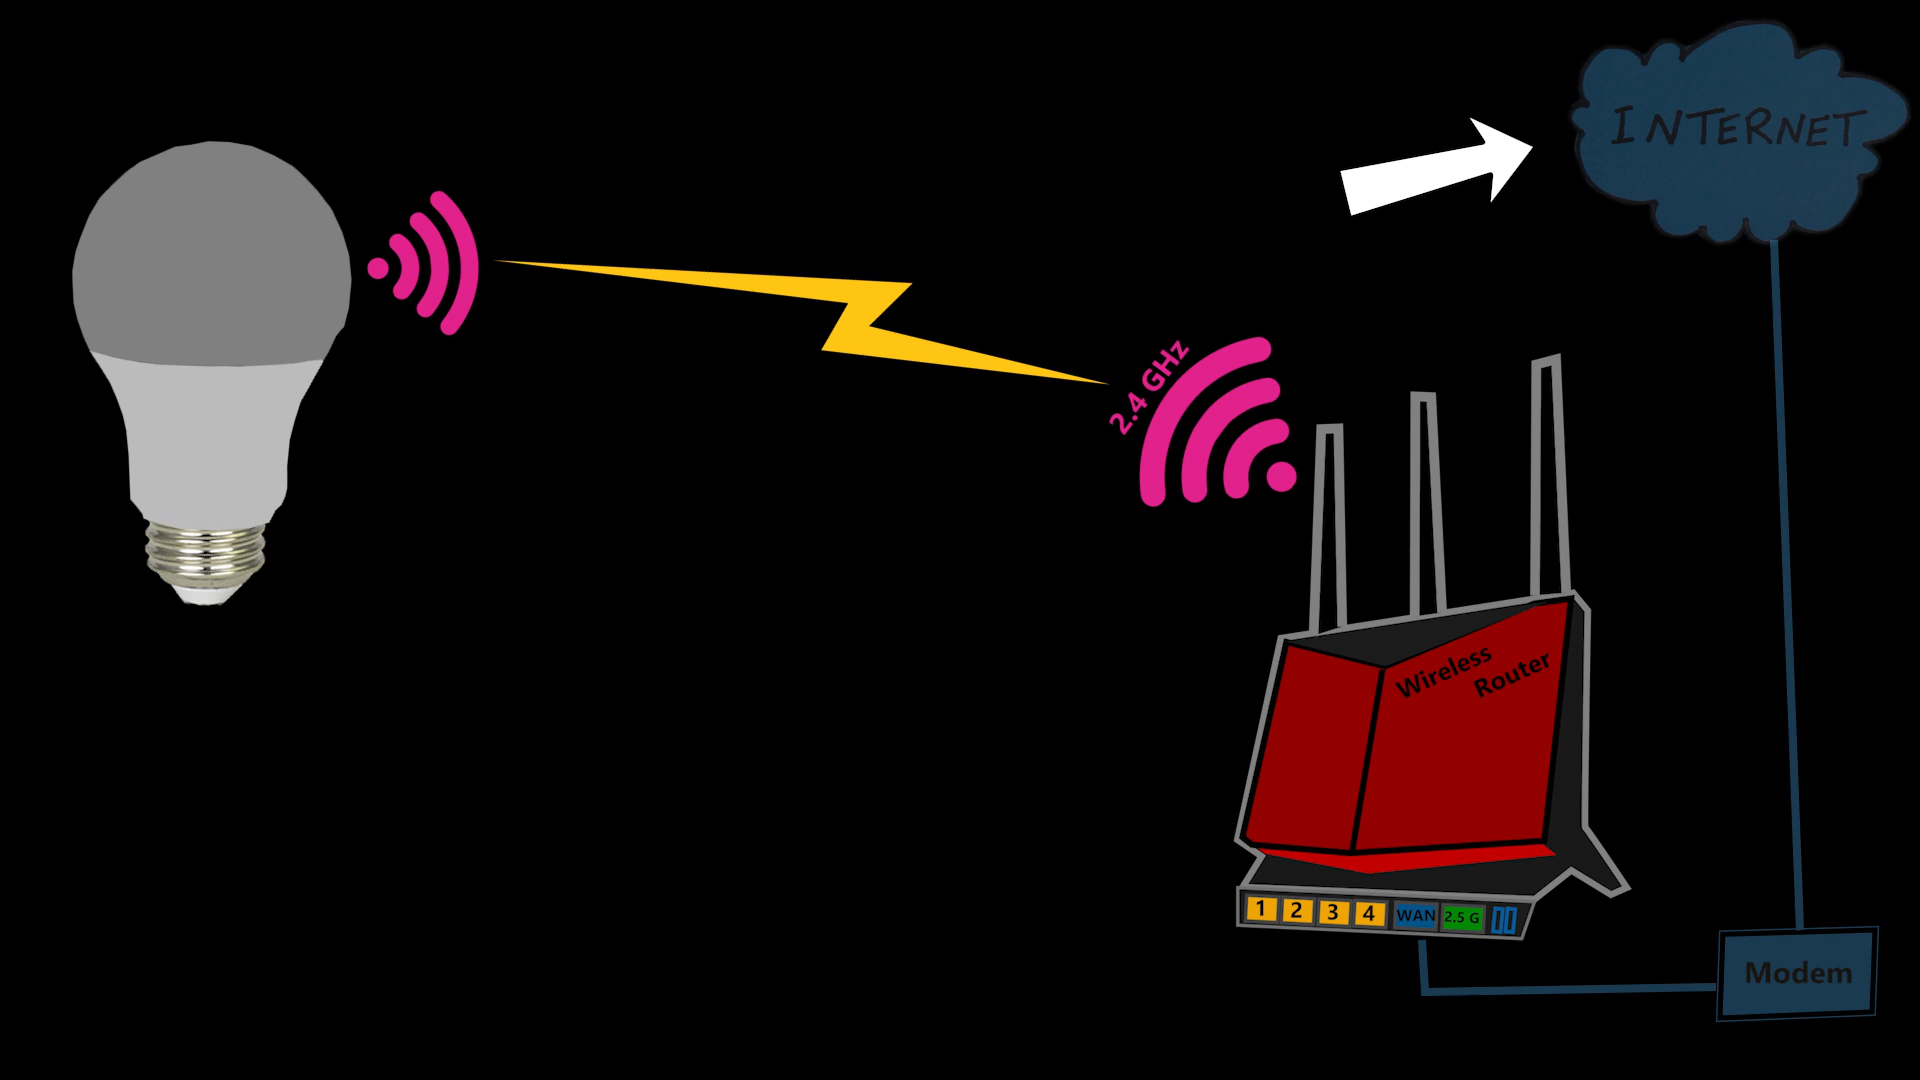 INTERNET
2.4 GHz
Wireless
Router
1 2 3 4 WAN 2.5 G
Modem